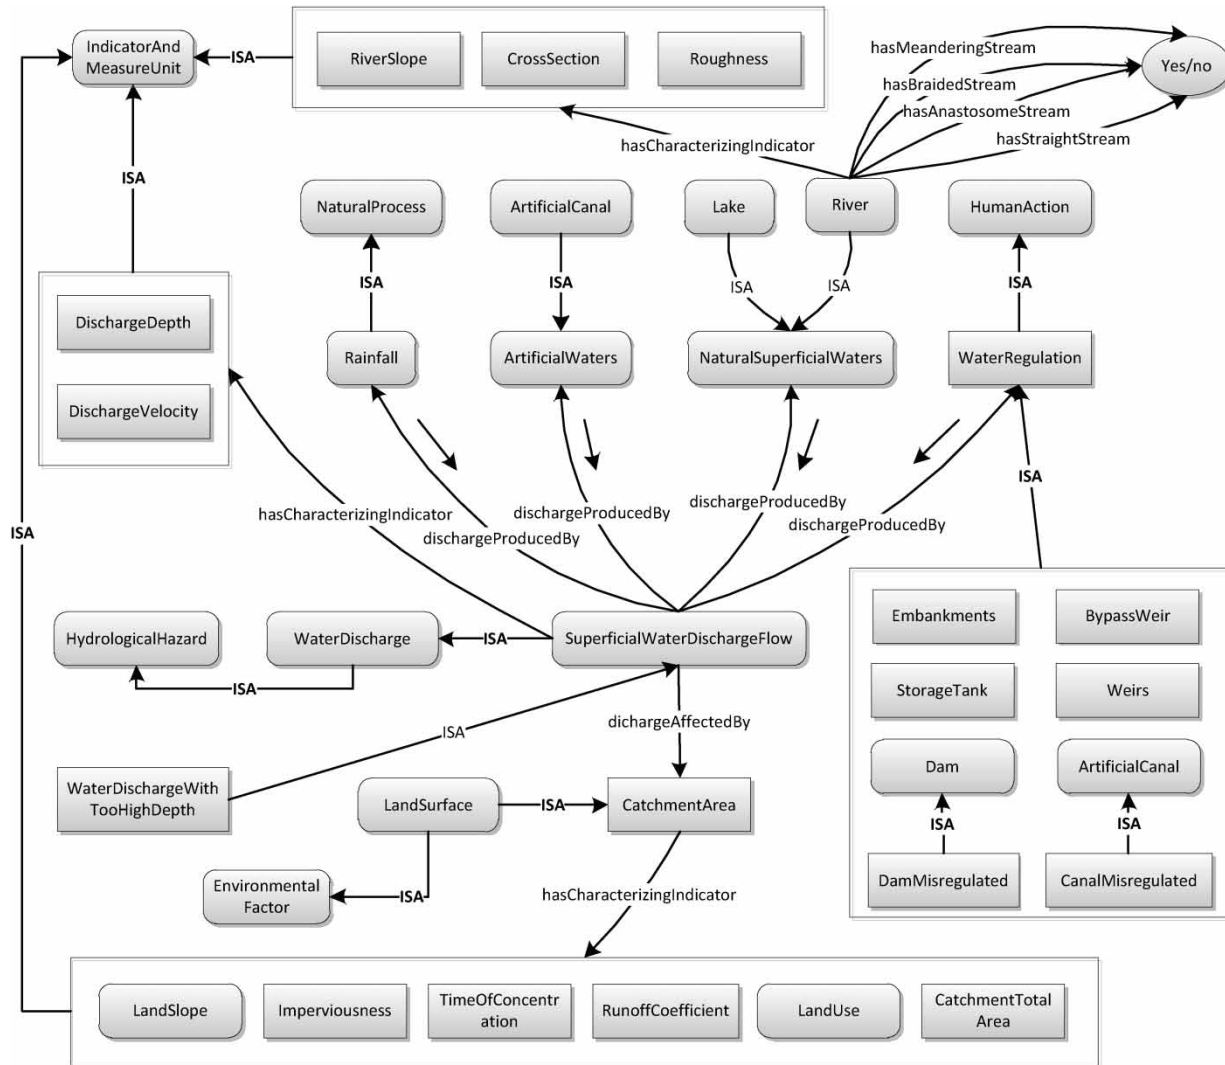 IndicatorAnd
MeasureUnit
ISA
RiverSlope
CrossSection
Roughness
hasMeanderingStream
hasBraidedStream
hasAnastosomeStream
hasStraightStream
Yes/no
hasCharacterizingIndicator
ISA
NaturalProcess
ArtificialCanal
Lake
River
HumanAction
ISA
ISA
ISA
ISA
ISA
DischargeDepth
DischargeVelocity
Rainfall
ArtificialWaters
NaturalSuperficialWaters
WaterRegulation
ISA
hasCharacterizingIndicator
dischargeProducedBy
dischargeProducedBy
dischargeProducedBy
dischargeProducedBy
ISA
HydrologicalHazard
WaterDischarge
ISA
SuperficialWaterDischargeFlow
ISA
Embankments
BypassWeir
StorageTank
Weirs
dichargeAffectedBy
ISA
WaterDischargeWith
TooHighDepth
LandSurface
ISA
CatchmentArea
Dam
ArtificialCanal
ISA
ISA
DamMisregulated
CanalMisregulated
Environmental
Factor
ISA
hasCharacterizingIndicator
LandSlope
Imperviousness
TimeOfConcentr
ation
RunoffCoefficient
LandUse
CatchmentTotal
Area